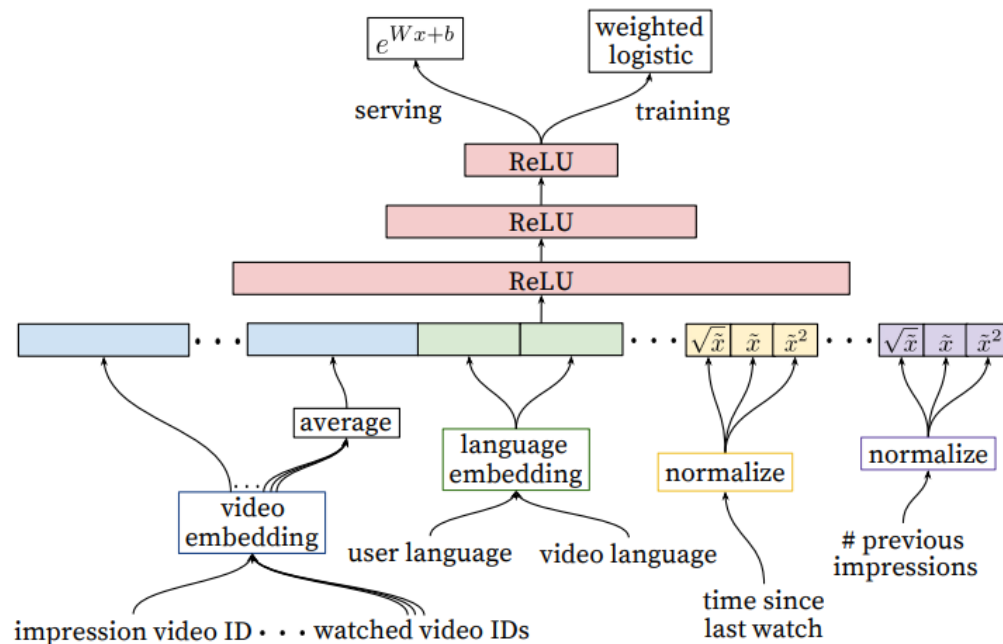 e^{Wx+b}
weighted
logistic
serving
training
ReLU
ReLU
ReLU
· · ·
· · ·
√x̃ x̃ x̃²
· · ·
√x̃ x̃ x̃²
average
language
embedding
normalize
normalize
· · ·
video
embedding
user language
video language
# previous
impressions
time since
last watch
impression video ID · · · watched video IDs